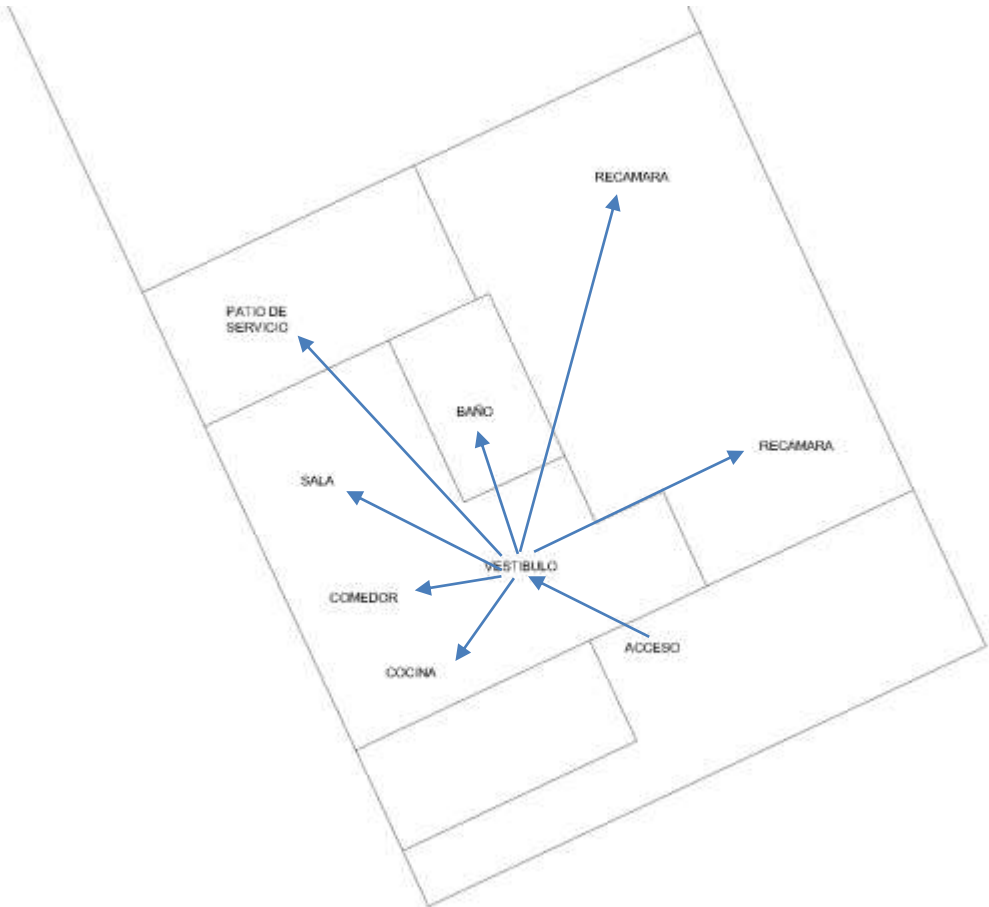 RECAMARA
PATIO DE
SERVICIO
BAÑO
RECAMARA
SALA
VESTIBULO
COMEDOR
ACCESO
COCINA